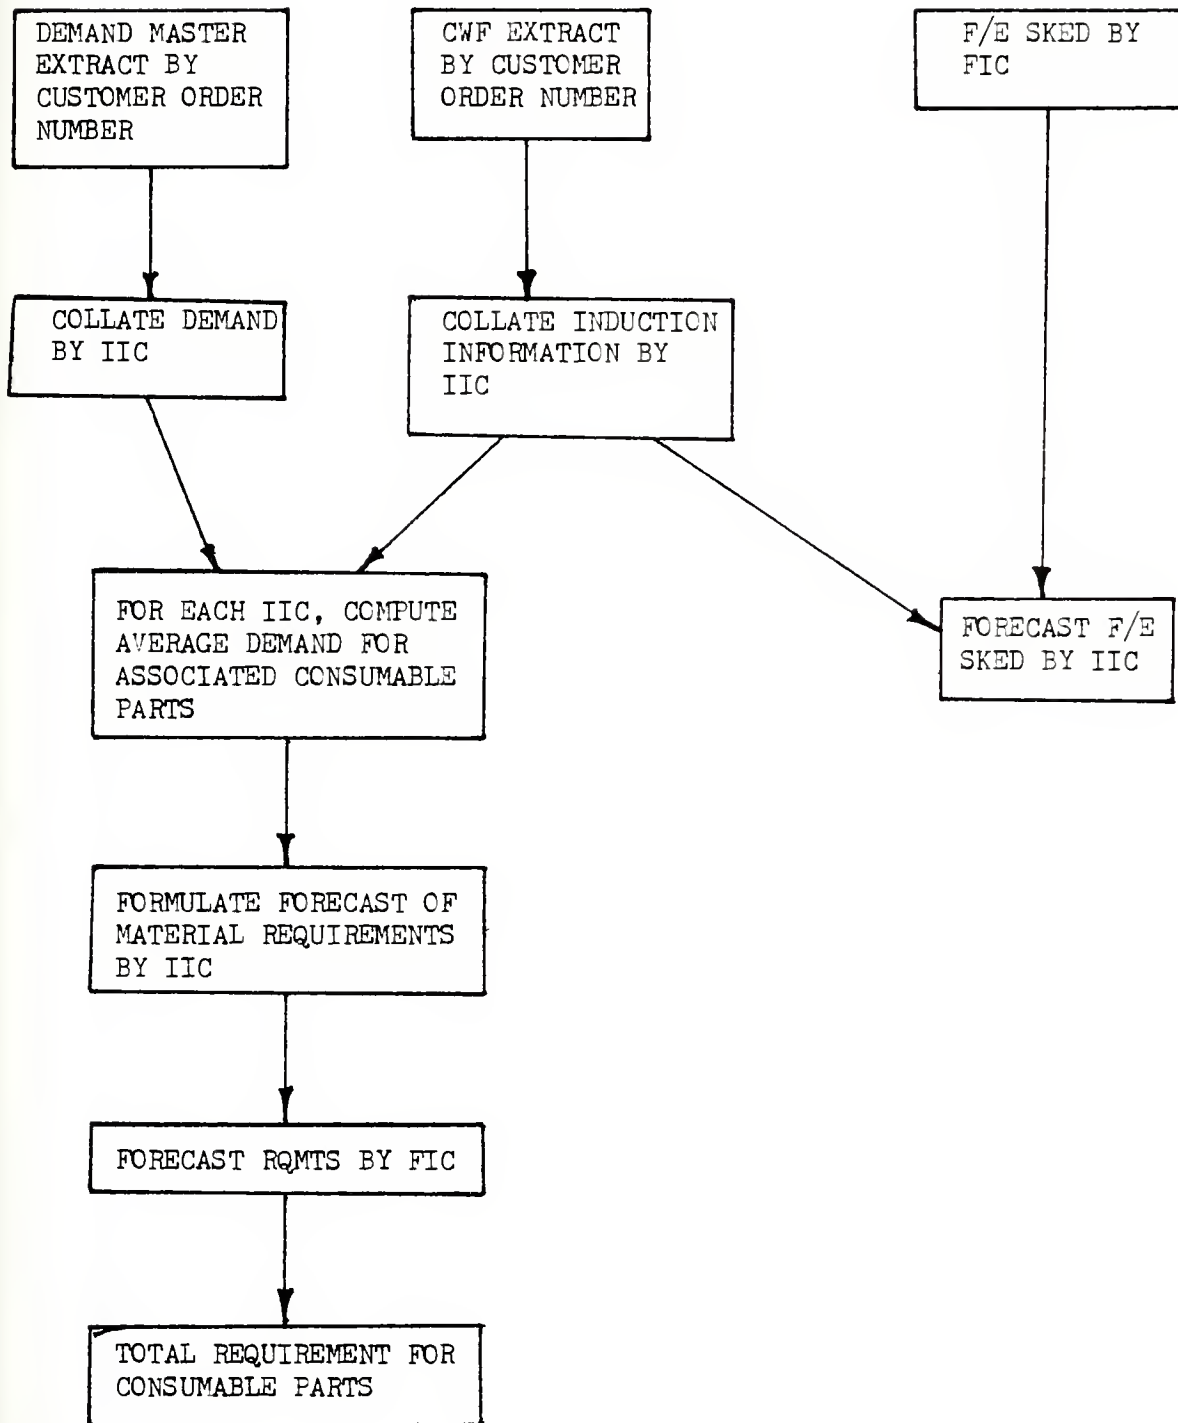 DEMAND MASTER
EXTRACT BY
CUSTOMER ORDER
NUMBER
CWF EXTRACT
BY CUSTOMER
ORDER NUMBER
F/E SKED BY
FIC
COLLATE DEMAND
BY IIC
COLLATE INDUCTION
INFORMATION BY
IIC
FOR EACH IIC, COMPUTE
AVERAGE DEMAND FOR
ASSOCIATED CONSUMABLE
PARTS
FORECAST F/E
SKED BY IIC
FORMULATE FORECAST OF
MATERIAL REQUIREMENTS
BY IIC
FORECAST RQMTS BY FIC
TOTAL REQUIREMENT FOR
CONSUMABLE PARTS